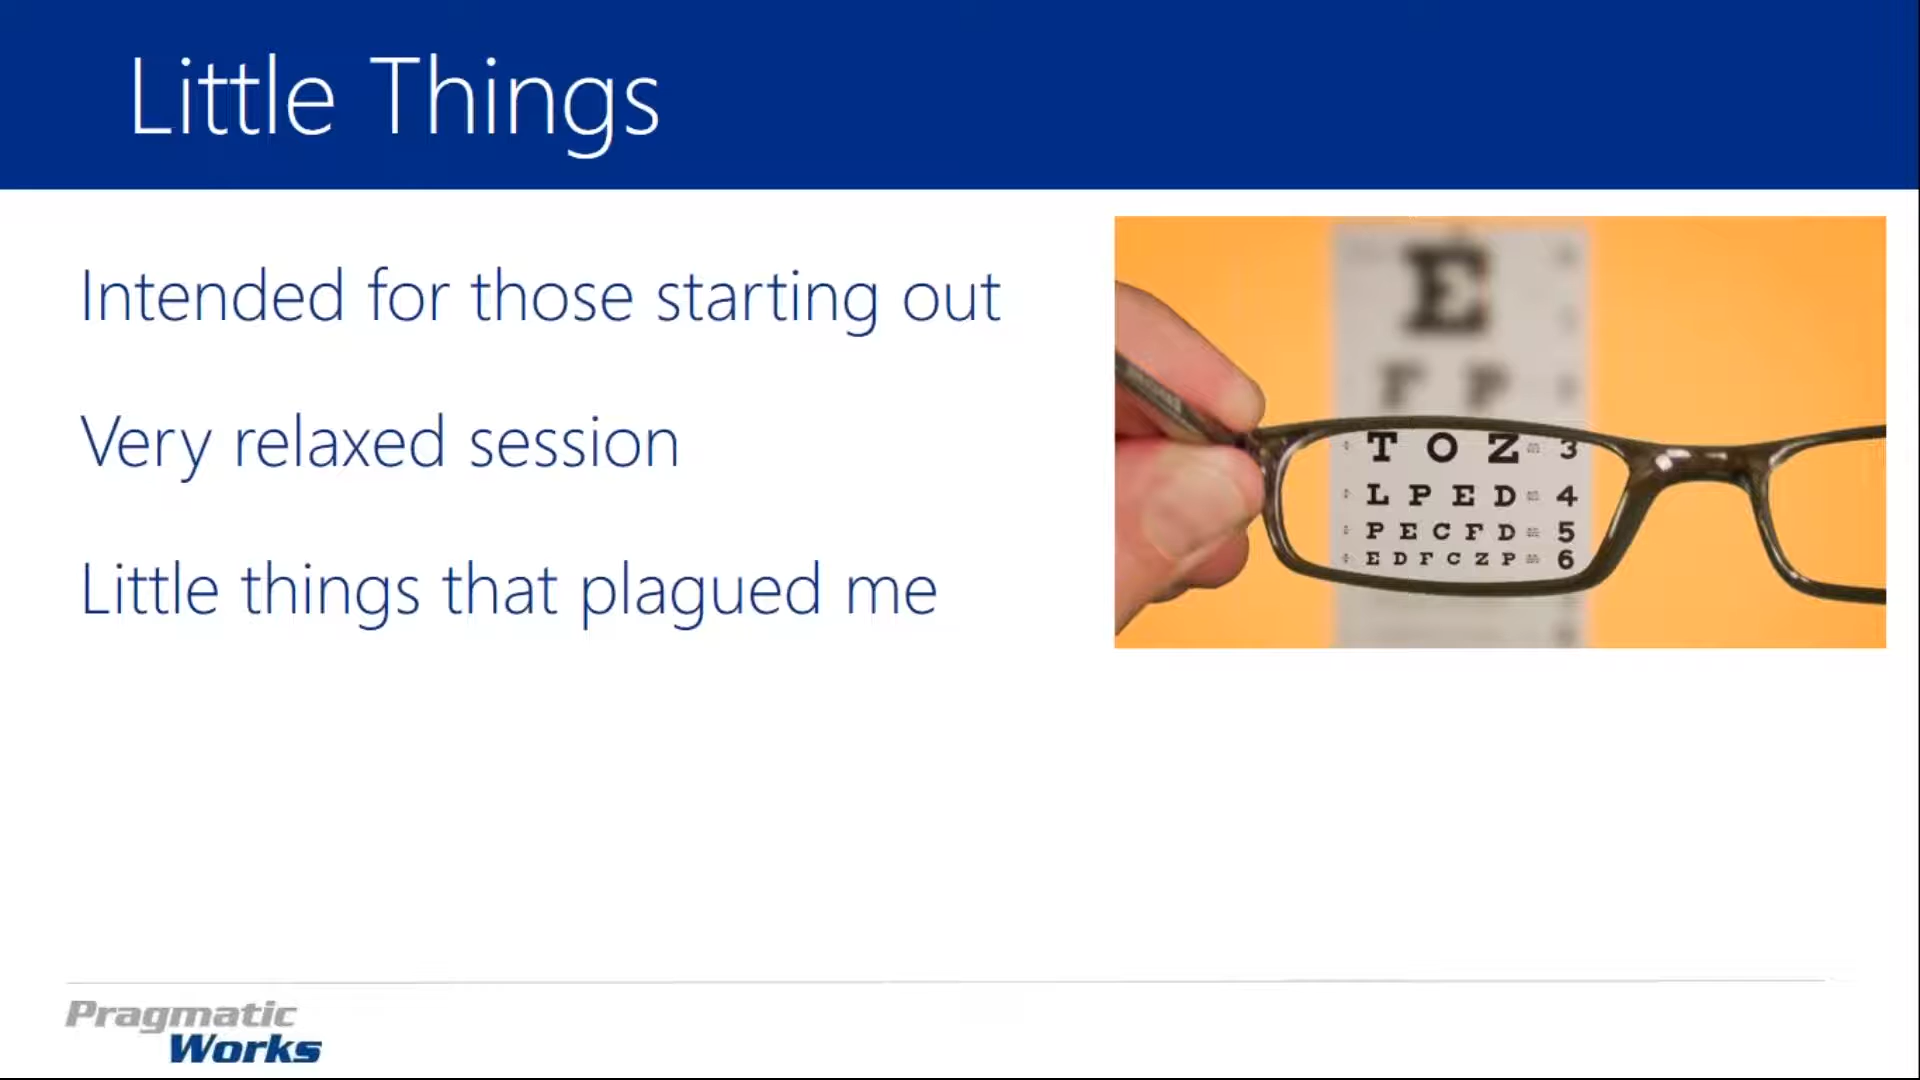 Little Things
Intended for those starting out
Very relaxed session
Little things that plagued me
E
F P
T O Z 3
L P E D 4
P E C F D 5
E D F C Z P 6
Pragmatic
Works